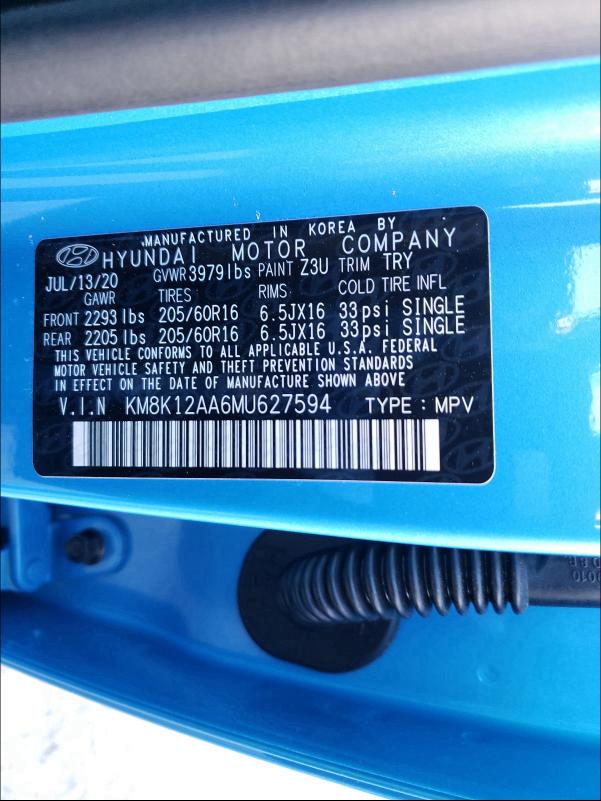 MANUFACTURED IN KOREA BY
HYUNDAI MOTOR COMPANY
JUL/13/20 GVWR 3979 lbs PAINT Z3U TRIM TRY
GAWR TIRES RIMS COLD TIRE INFL
FRONT 2293 lbs 205/60R16 6.5JX16 33 psi SINGLE
REAR 2205 lbs 205/60R16 6.5JX16 33 psi SINGLE
THIS VEHICLE CONFORMS TO ALL APPLICABLE U.S.A. FEDERAL
MOTOR VEHICLE SAFETY AND THEFT PREVENTION STANDARDS
IN EFFECT ON THE DATE OF MANUFACTURE SHOWN ABOVE
V.I.N KM8K12AA6MU627594 TYPE : MPV